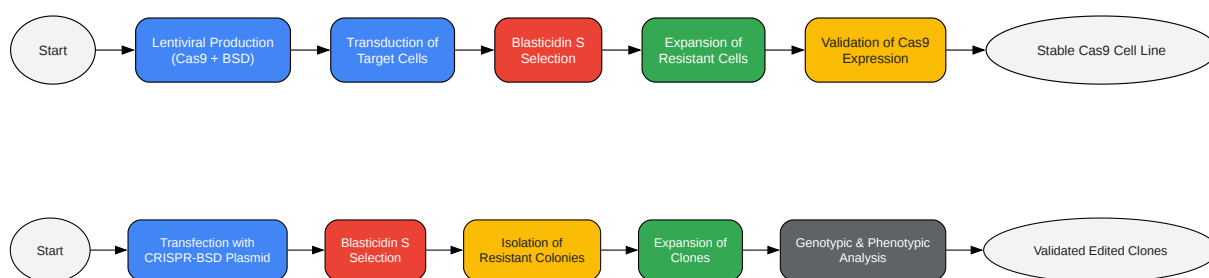 Start
Lentiviral Production
(Cas9 + BSD)
Transduction of
Target Cells
Blasticidin S
Selection
Expansion of
Resistant Cells
Validation of Cas9
Expression
Stable Cas9 Cell Line
Start
Transfection with
CRISPR-BSD Plasmid
Blasticidin S
Selection
Isolation of
Resistant Colonies
Expansion of
Clones
Genotypic & Phenotypic
Analysis
Validated Edited Clones